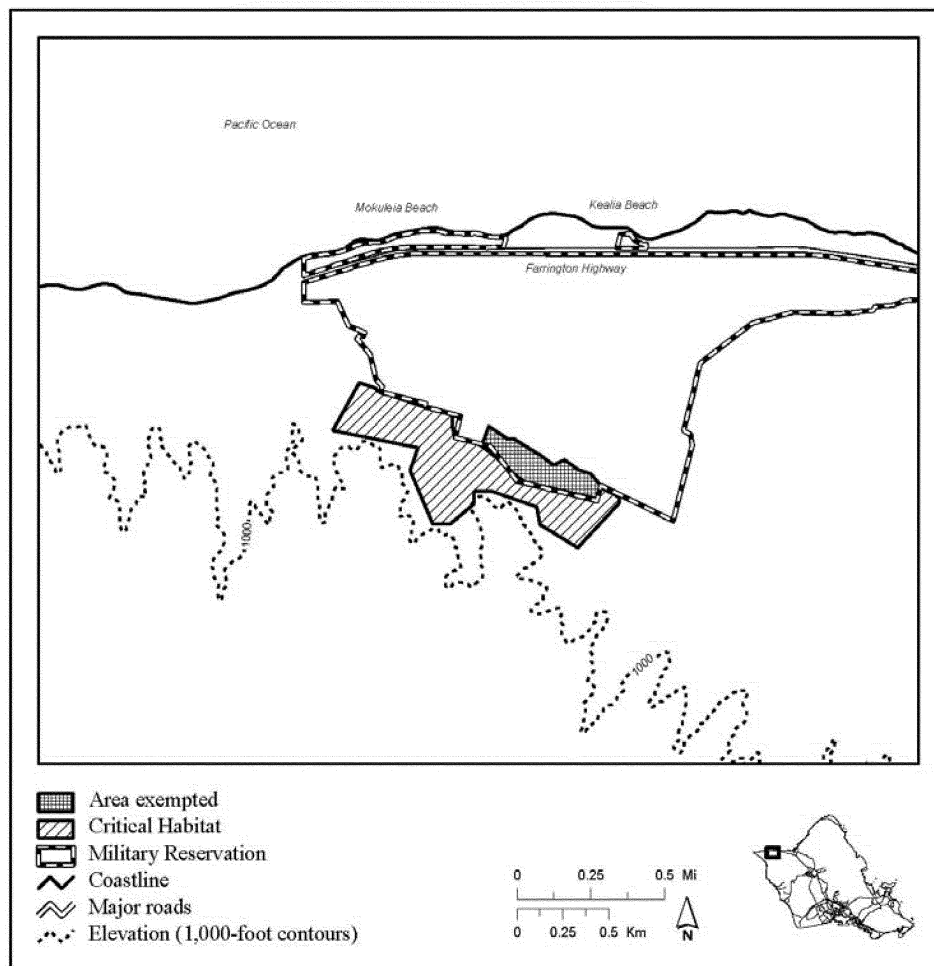 Pacific Ocean
Mokuleia Beach
Kealia Beach
Farrington Highway
1000
1000
Area exempted
Critical Habitat
Military Reservation
Coastline
Major roads
Elevation (1,000-foot contours)
0 0.25 0.5 Mi
0 0.25 0.5 Km
N